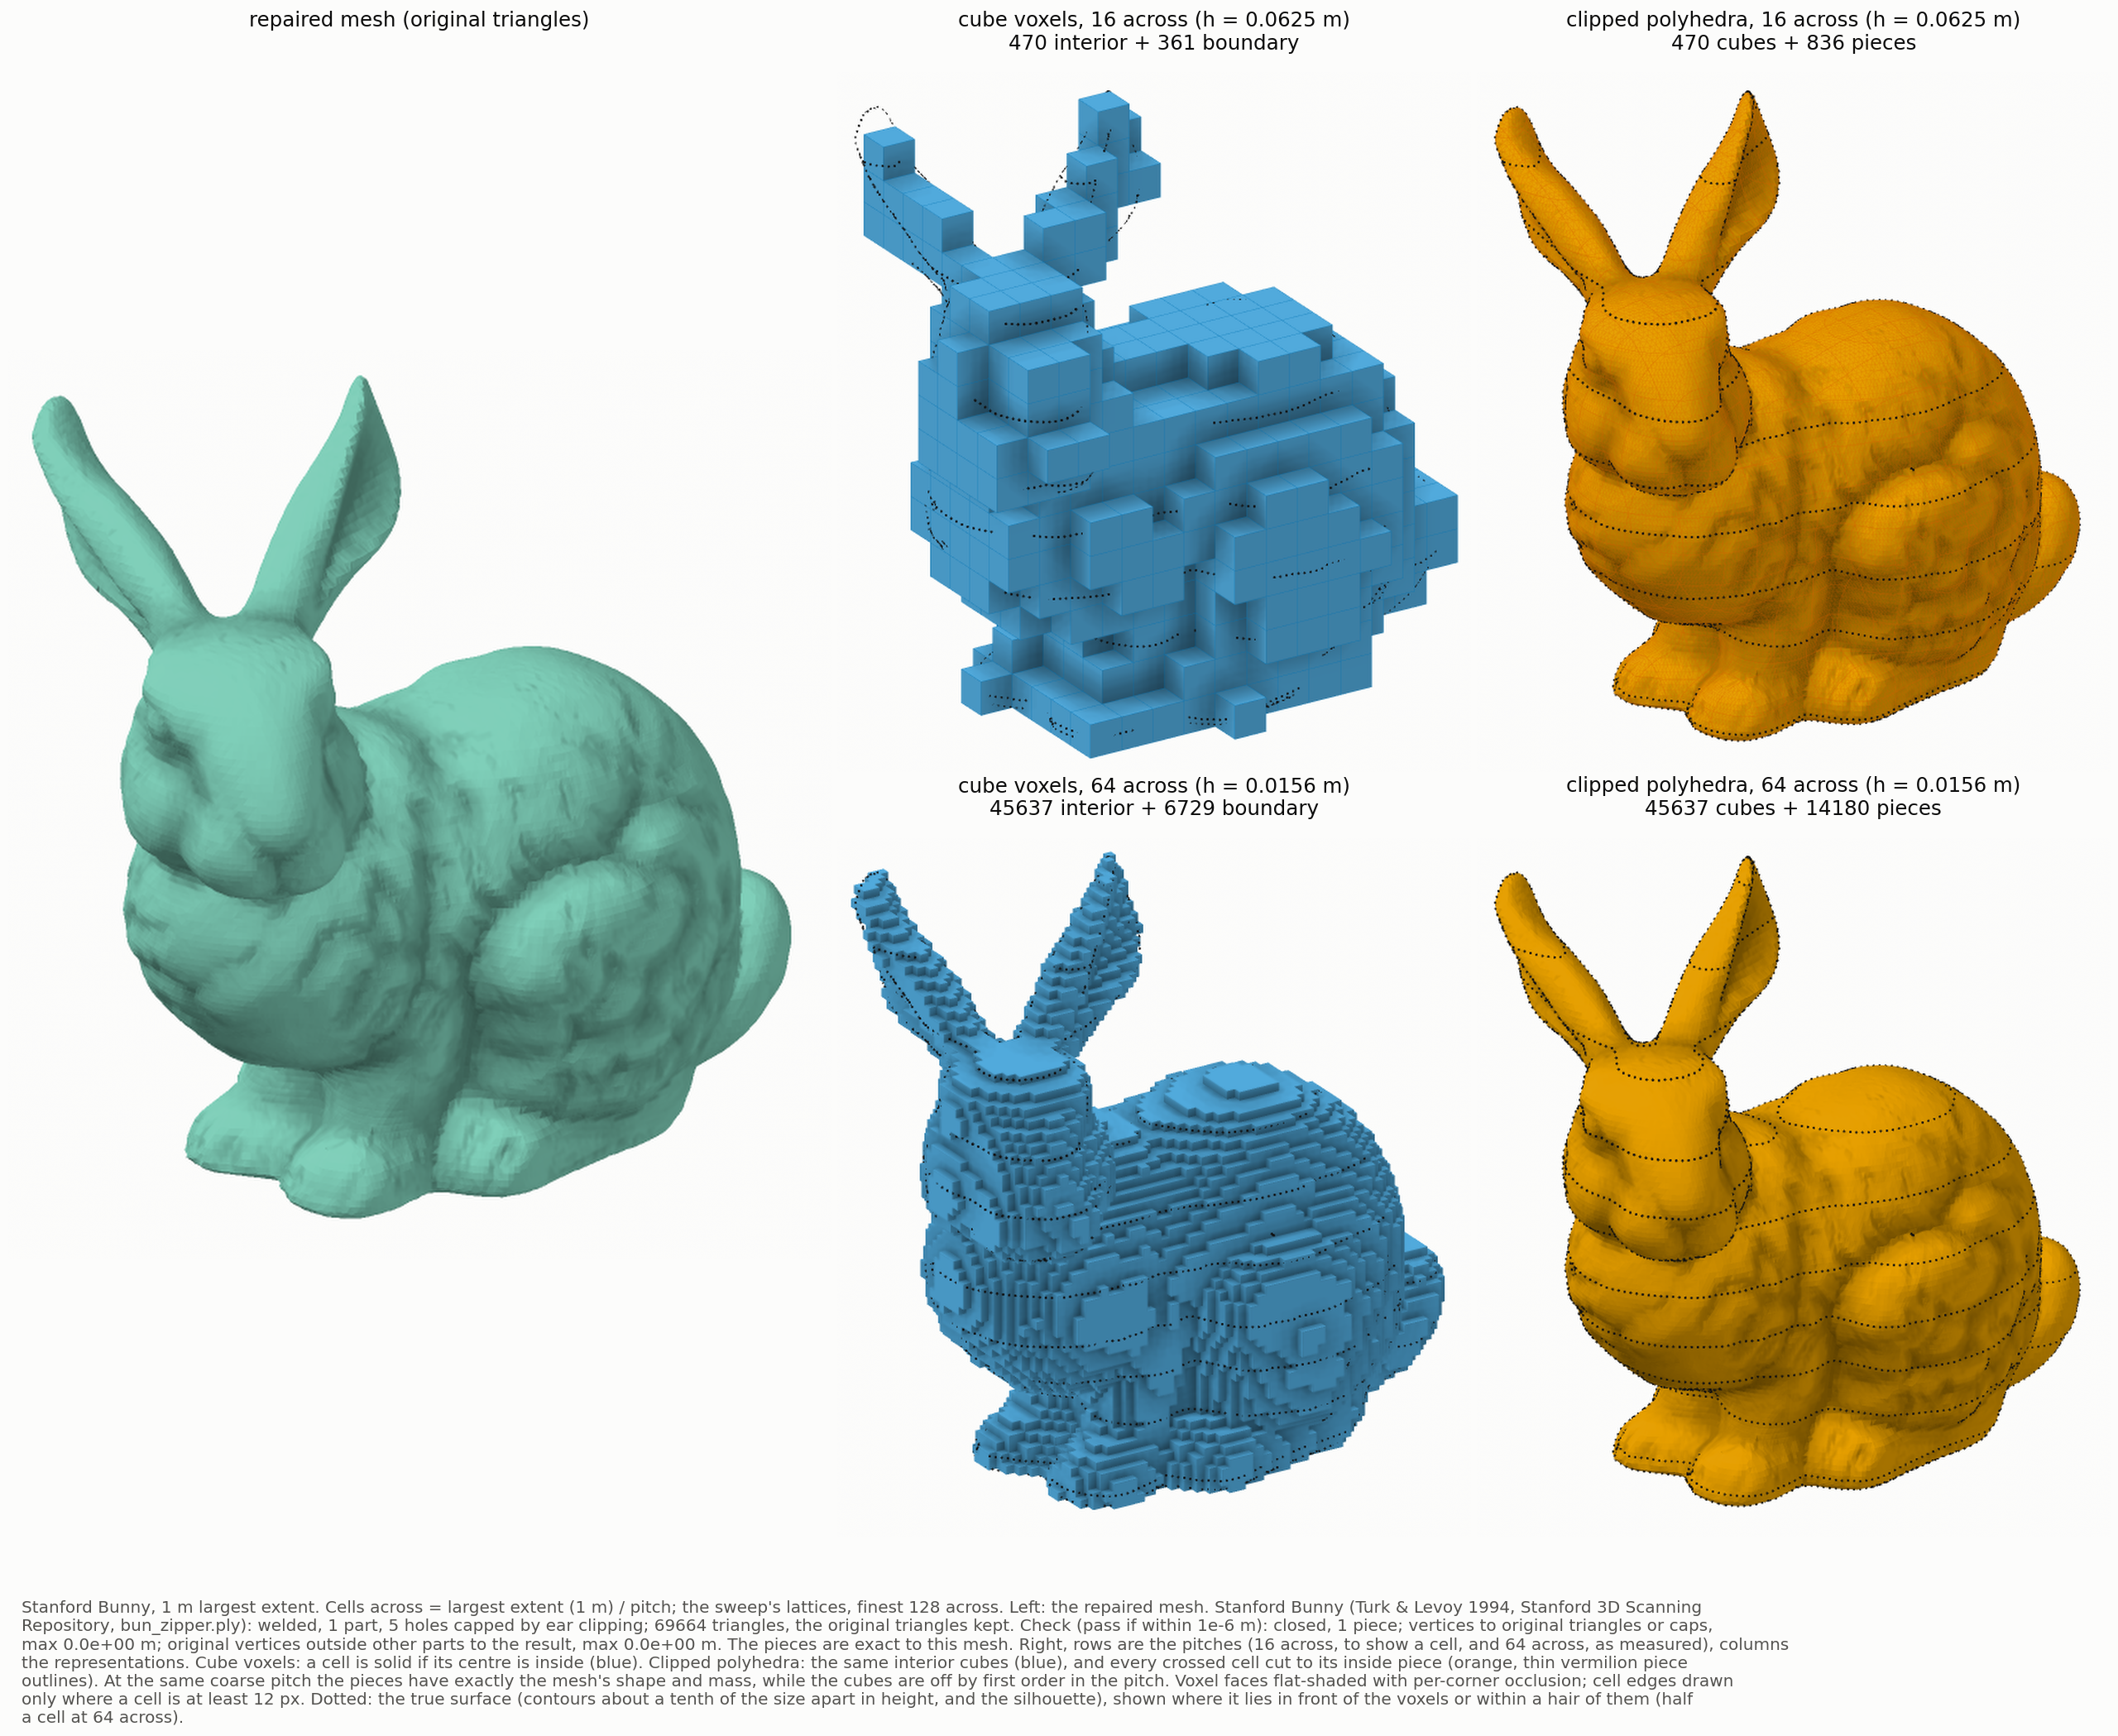 repaired mesh (original triangles)
cube voxels, 16 across (h = 0.0625 m)
470 interior + 361 boundary
clipped polyhedra, 16 across (h = 0.0625 m)
470 cubes + 836 pieces
cube voxels, 64 across (h = 0.0156 m)
45637 interior + 6729 boundary
clipped polyhedra, 64 across (h = 0.0156 m)
45637 cubes + 14180 pieces
Stanford Bunny, 1 m largest extent. Cells across = largest extent (1 m) / pitch; the sweep's lattices, finest 128 across. Left: the repaired mesh. Stanford Bunny (Turk & Levoy 1994, Stanford 3D Scanning
Repository, bun_zipper.ply): welded, 1 part, 5 holes capped by ear clipping; 69664 triangles, the original triangles kept. Check (pass if within 1e-6 m): closed, 1 piece; vertices to original triangles or caps,
max 0.0e+00 m; original vertices outside other parts to the result, max 0.0e+00 m. The pieces are exact to this mesh. Right, rows are the pitches (16 across, to show a cell, and 64 across, as measured), columns
the representations. Cube voxels: a cell is solid if its centre is inside (blue). Clipped polyhedra: the same interior cubes (blue), and every crossed cell cut to its inside piece (orange, thin vermilion piece
outlines). At the same coarse pitch the pieces have exactly the mesh's shape and mass, while the cubes are off by first order in the pitch. Voxel faces flat-shaded with per-corner occlusion; cell edges drawn
only where a cell is at least 12 px. Dotted: the true surface (contours about a tenth of the size apart in height, and the silhouette), shown where it lies in front of the voxels or within a hair of them (half
a cell at 64 across).